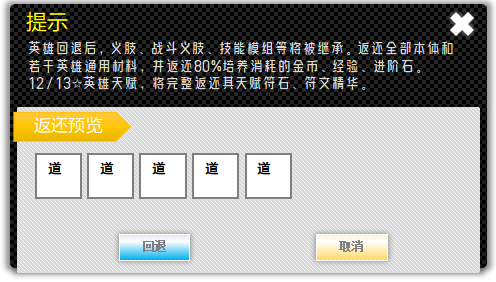 提示
英雄回退后，义肢、战斗义肢、技能模组等将被继承。返还全部本体和
若干英雄通用材料，并返还80%培养消耗的金币、经验、进阶石。
12/13☆英雄天赋，将完整返还其天赋符石、符文精华。
返还预览
道 道 道 道 道
回退 取消